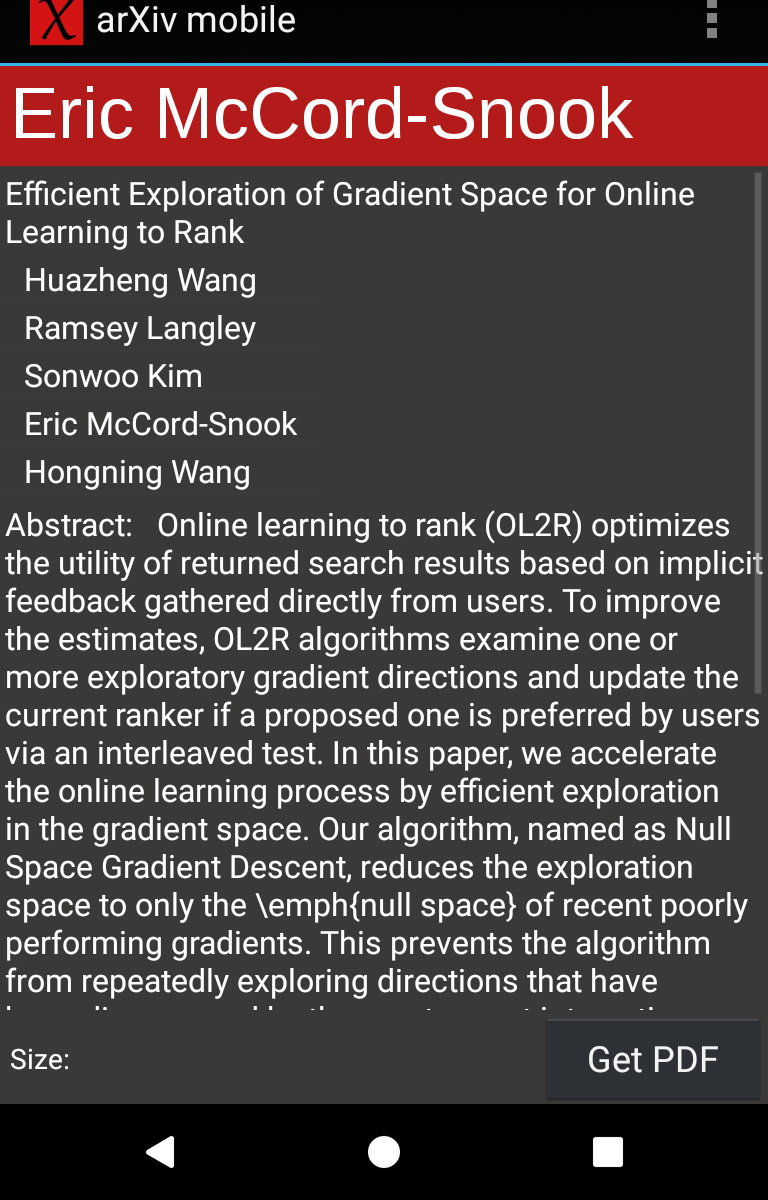 arXiv mobile
Eric McCord-Snook
Efficient Exploration of Gradient Space for Online
Learning to Rank
Huazheng Wang
Ramsey Langley
Sonwoo Kim
Eric McCord-Snook
Hongning Wang
Abstract: Online learning to rank (OL2R) optimizes
the utility of returned search results based on implicit
feedback gathered directly from users. To improve
the estimates, OL2R algorithms examine one or
more exploratory gradient directions and update the
current ranker if a proposed one is preferred by users
via an interleaved test. In this paper, we accelerate
the online learning process by efficient exploration
in the gradient space. Our algorithm, named as Null
Space Gradient Descent, reduces the exploration
space to only the \emph{null space} of recent poorly
performing gradients. This prevents the algorithm
from repeatedly exploring directions that have
Size:
Get PDF